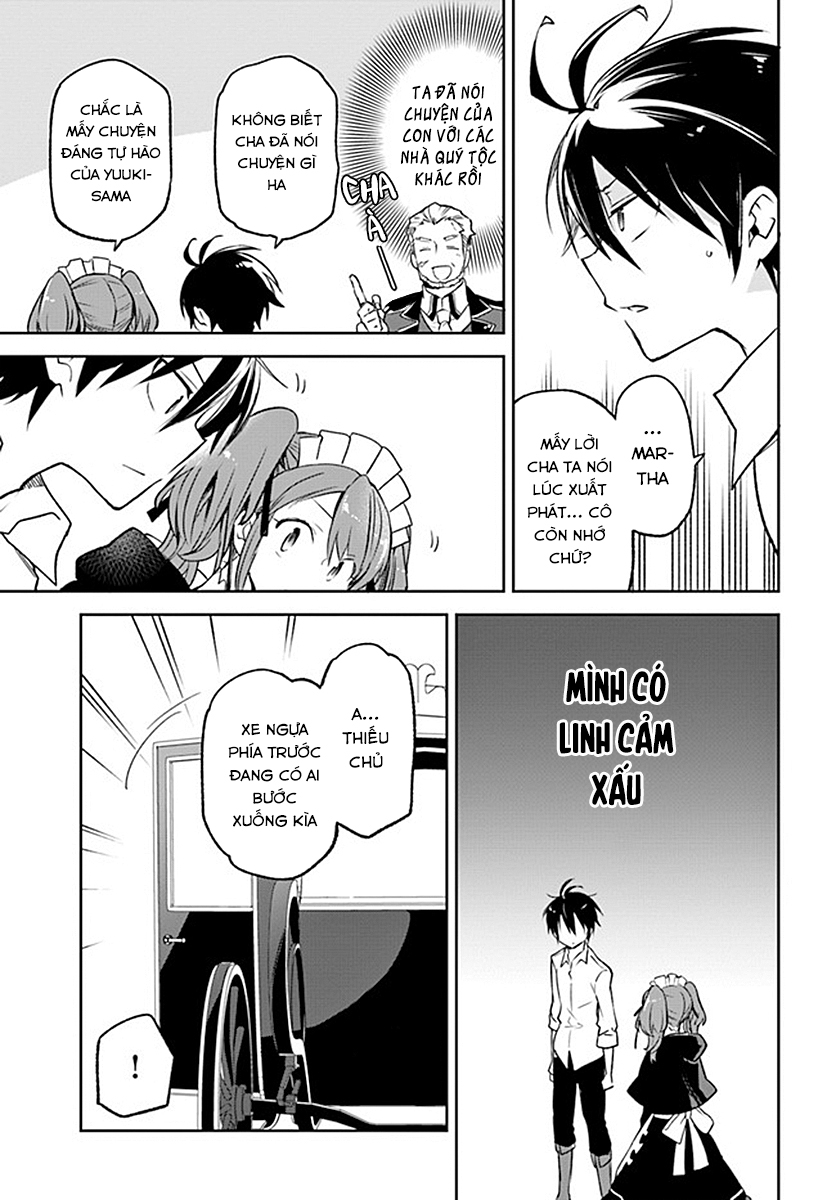 ...
MAR-
THA
MẤY LỜI
CHA TA NÓI
LÚC XUẤT
PHÁT... CÔ
CÒN NHỚ
CHỨ?
TA ĐÃ NÓI
CHUYỆN CỦA
CON VỚI CÁC
NHÀ QUÝ TỘC
KHÁC RỒI
CHA
À
KHÔNG BIẾT
CHA ĐÃ NÓI
CHUYỆN GÌ
HA
CHẮC LÀ
MẤY CHUYỆN
ĐÁNG TỰ HÀO
CỦA YUUKI-
SAMA
MÌNH CÓ
LINH CẢM
XẤU
A...
THIẾU
CHỦ
XE NGỰA
PHÍA TRƯỚC
ĐANG CÓ AI
BƯỚC
XUỐNG KÌA
!